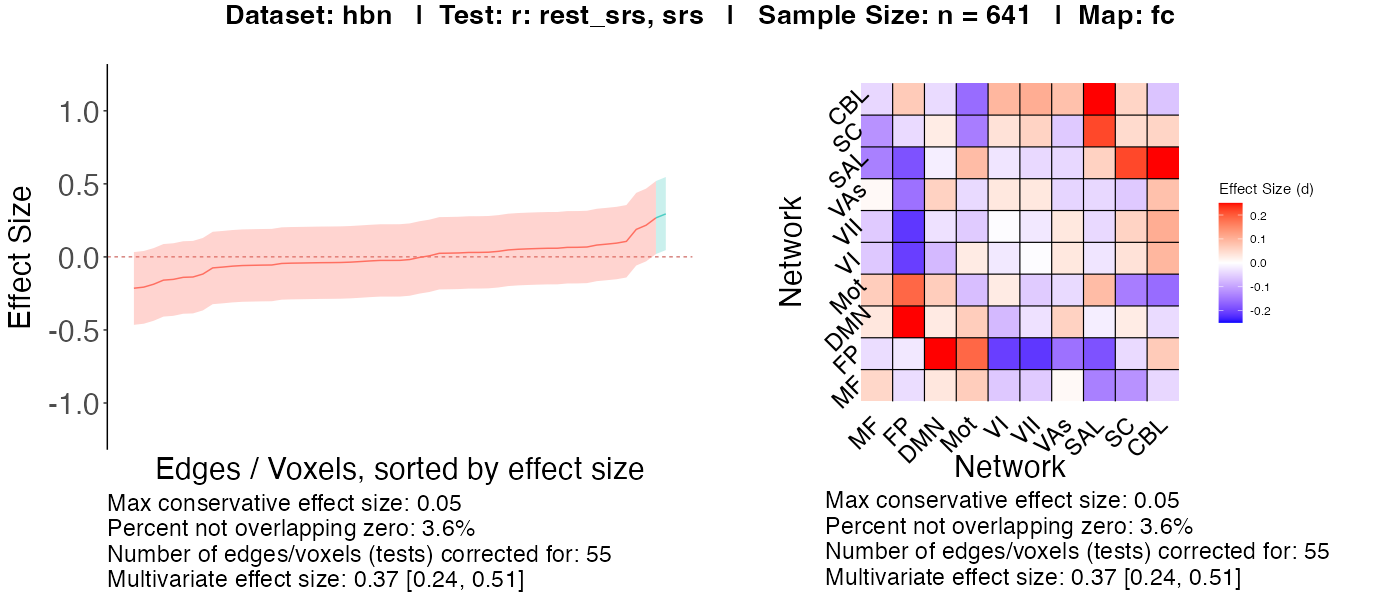 Dataset: hbn | Test: r: rest_srs, srs | Sample Size: n = 641 | Map: fc
Effect Size
1.0
0.5
0.0
-0.5
-1.0
Edges / Voxels, sorted by effect size
Max conservative effect size: 0.05
Percent not overlapping zero: 3.6%
Number of edges/voxels (tests) corrected for: 55
Multivariate effect size: 0.37 [0.24, 0.51]
Network
CBL
SC
SAL
VAs
VII
VI
Mot
DMN
FP
MF
MF
FP
DMN
Mot
VI
VII
VAs
SAL
SC
CBL
Network
Effect Size (d)
0.2
0.1
0.0
-0.1
-0.2
Max conservative effect size: 0.05
Percent not overlapping zero: 3.6%
Number of edges/voxels (tests) corrected for: 55
Multivariate effect size: 0.37 [0.24, 0.51]